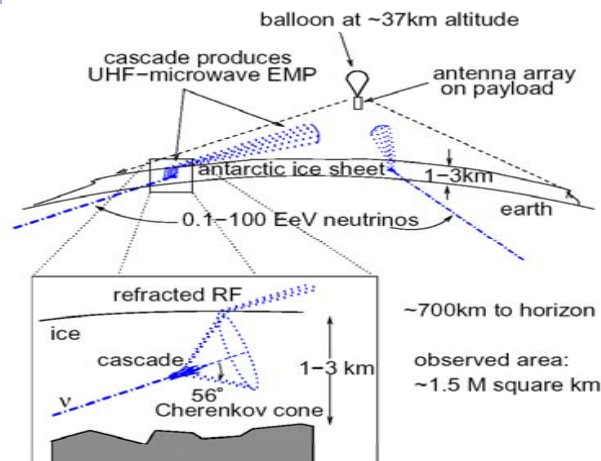 balloon at ~37km altitude
cascade produces
UHF−microwave EMP
antenna array
on payload
antarctic ice sheet
1−3km
0.1−100 EeV neutrinos
earth
refracted RF
ice
cascade
1−3 km
56°
ν
Cherenkov cone
~700km to horizon
observed area:
~1.5 M square km